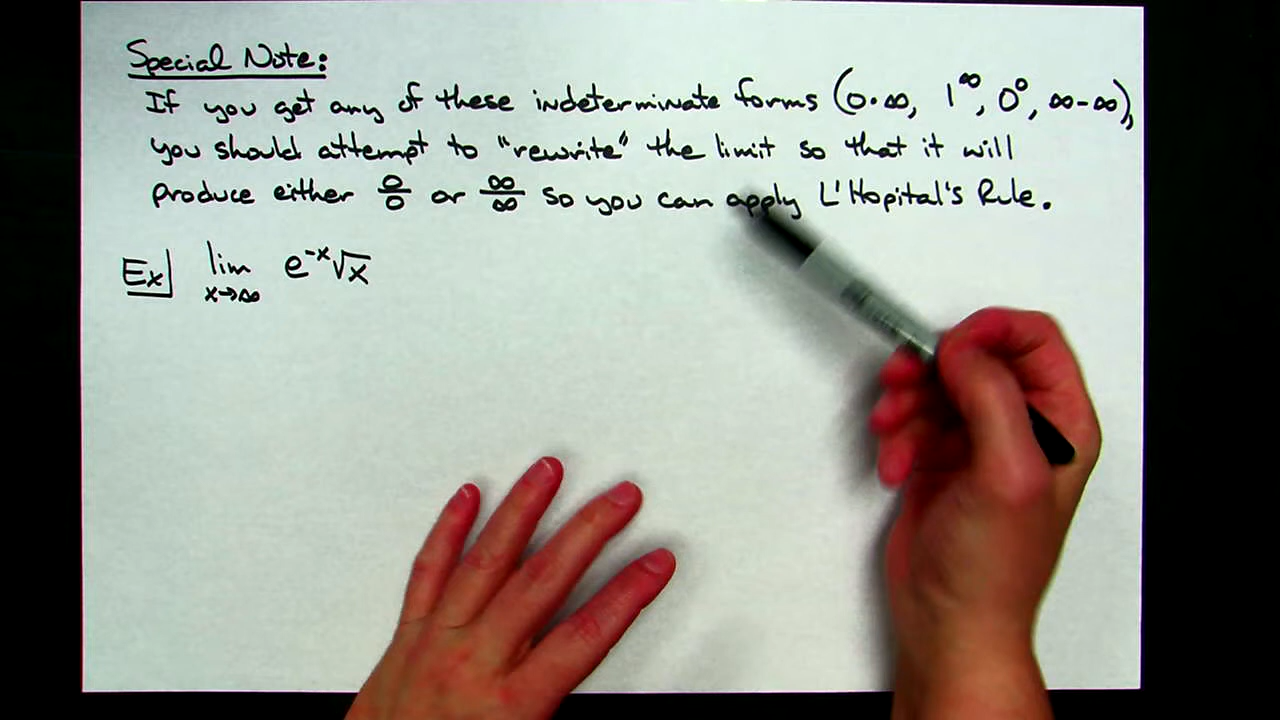 Special Note:
If you get any of these indeterminate forms (0·∞, 1^∞, 0^0, ∞-∞),
you should attempt to "rewrite" the limit so that it will
produce either 0/0 or ∞/∞ so you can apply L'Hopital's Rule.
Ex lim x→∞ e^-x√x